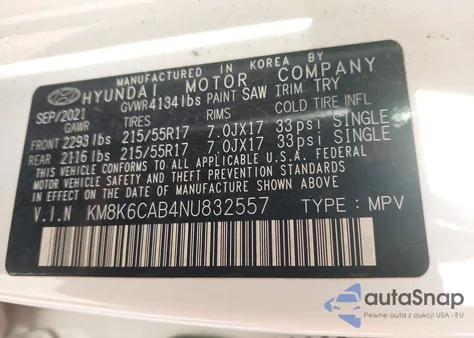 MANUFACTURED IN KOREA BY
HYUNDAI MOTOR COMPANY
SEP/2021 GVWR 4134 lbs PAINT SAW TRIM TRY
GAWR TIRES RIMS COLD TIRE INFL
FRONT 2293 lbs 215/55R17 7.0JX17 33 psi SINGLE
REAR 2116 lbs 215/55R17 7.0JX17 33 psi SINGLE
THIS VEHICLE CONFORMS TO ALL APPLICABLE U.S.A. FEDERAL
MOTOR VEHICLE SAFETY, BUMPER, AND THEFT PREVENTION STANDARDS
IN EFFECT ON THE DATE OF MANUFACTURE SHOWN ABOVE.
V.I.N KM8K6CAB4NU832557 TYPE : MPV
autoSnap
Pewne auta z aukcji USA i EU